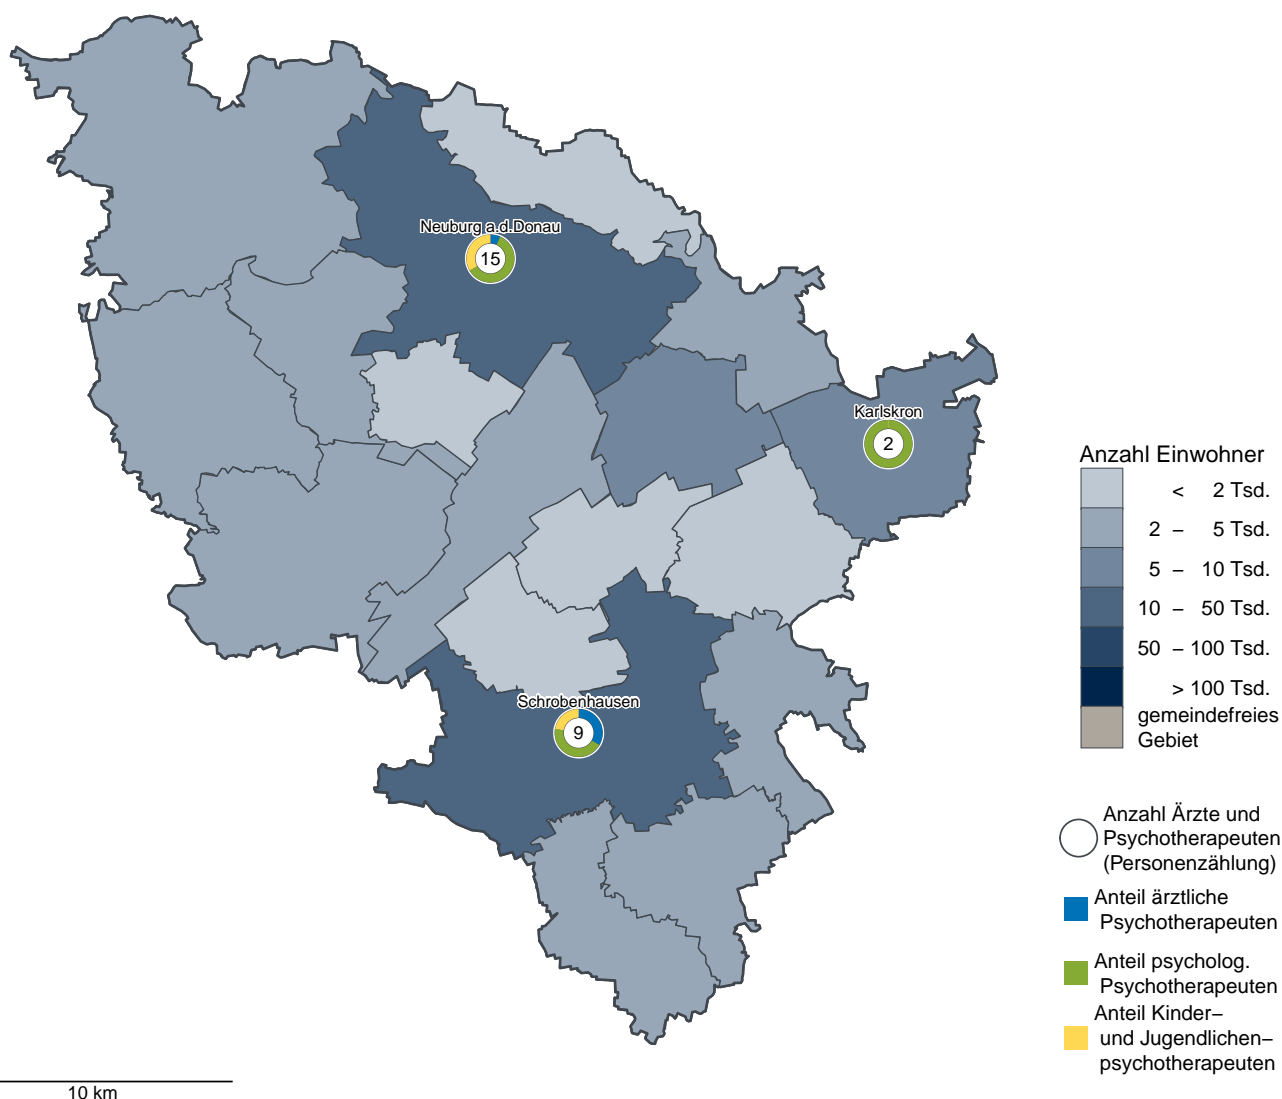 Neuburg a.d.Donau
15
Karlskron
2
Schrobenhausen
9
Anzahl Einwohner
< 2 Tsd.
2 – 5 Tsd.
5 – 10 Tsd.
10 – 50 Tsd.
50 – 100 Tsd.
> 100 Tsd.
gemeindefreies
Gebiet
Anzahl Ärzte und
Psychotherapeuten
(Personenzählung)
Anteil ärztliche
Psychotherapeuten
Anteil psycholog.
Psychotherapeuten
Anteil Kinder–
und Jugendlichen–
psychotherapeuten
10 km